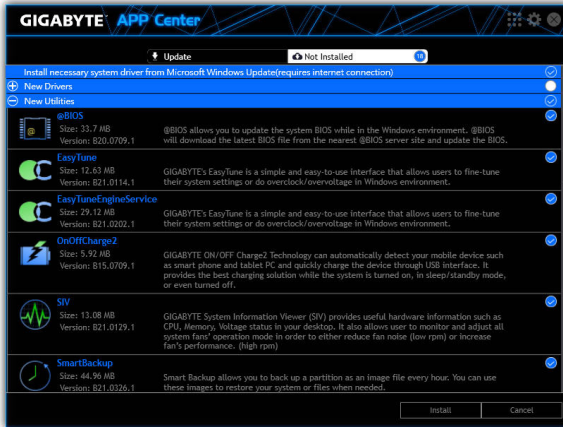 GIGABYTE™ APP Center
Update
Not Installed
18
Install necessary system driver from Microsoft Windows Update(requires internet connection)
New Drivers
New Utilities
@BIOS
Size: 33.7 MB
Version: B20.0709.1
@BIOS allows you to update the system BIOS while in the Windows environment. @BIOS
will download the latest BIOS file from the nearest @BIOS server site and update the BIOS.
EasyTune
Size: 12.63 MB
Version: B21.0114.1
GIGABYTE's EasyTune is a simple and easy-to-use interface that allows users to fine-tune
their system settings or do overclock/overvoltage in Windows environment.
EasyTuneEngineService
Size: 29.12 MB
Version: B21.0202.1
GIGABYTE's EasyTune is a simple and easy-to-use interface that allows users to fine-tune
their system settings or do overclock/overvoltage in Windows environment.
OnOffCharge2
Size: 5.92 MB
Version: B15.0709.1
GIGABYTE ON/OFF Charge2 Technology can automatically detect your mobile device such
as smart phone and tablet PC and quickly charge the device through USB interface. It
provides the best charging solution while the system is turned on, in sleep/standby mode,
or even turned off.
SIV
Size: 13.08 MB
Version: B21.0129.1
GIGABYTE System Information Viewer (SIV) provides useful hardware information such as
CPU, Memory, Voltage status in your desktop. It also allows user to monitor and adjust all
system fans' operation mode in order to either reduce fan noise (low rpm) or increase
fan's performance. (high rpm)
SmartBackup
Size: 44.96 MB
Version: B21.0326.1
Smart Backup allows you to back up a partition as an image file every hour. You can use
these images to restore your system or files when needed.
Install
Cancel